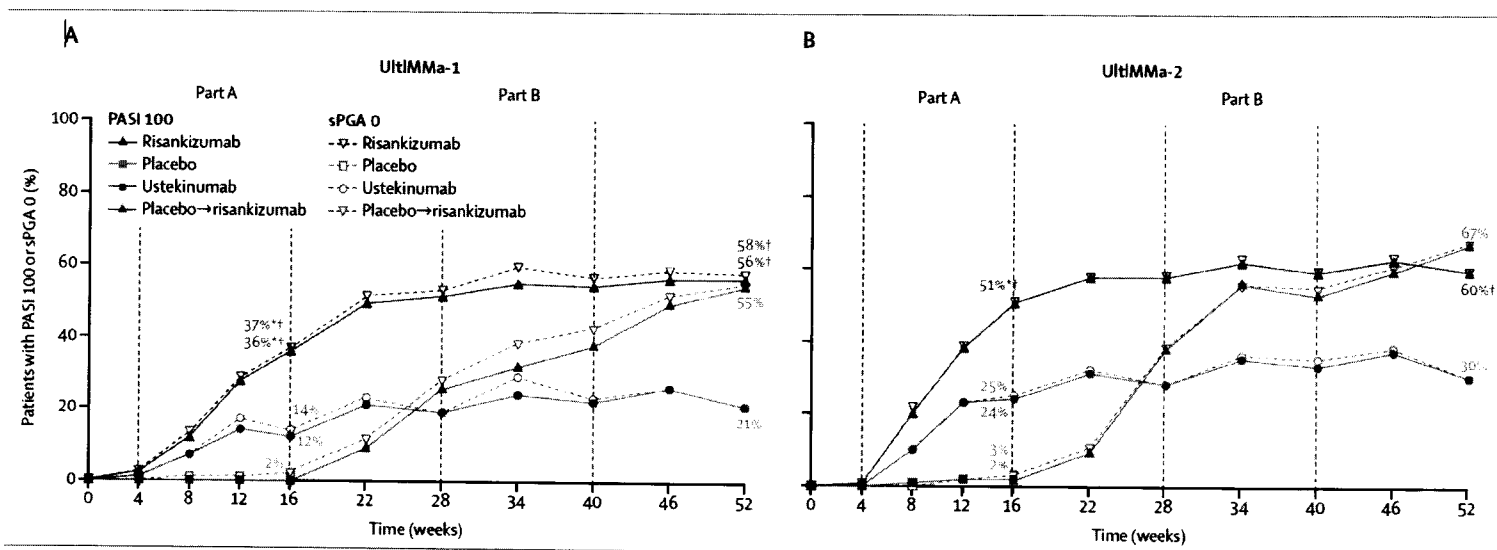 A
UltIMMa-1
Part A
Part B
100
80
60
40
20
0
Patients with PASI 100 or sPGA 0 (%)
PASI 100
Risankizumab
Placebo
Ustekinumab
Placebo→risankizumab
sPGA 0
Risankizumab
Placebo
Ustekinumab
Placebo→risankizumab
37%*†
36%*†
14%
12%
2%
58%†
56%†
55%
21%
0 4 8 12 16 22 28 34 40 46 52
Time (weeks)
B
UltIMMa-2
Part A
Part B
51%*†
25%
24%
3%
2%
67%
60%†
30%
0 4 8 12 16 22 28 34 40 46 52
Time (weeks)